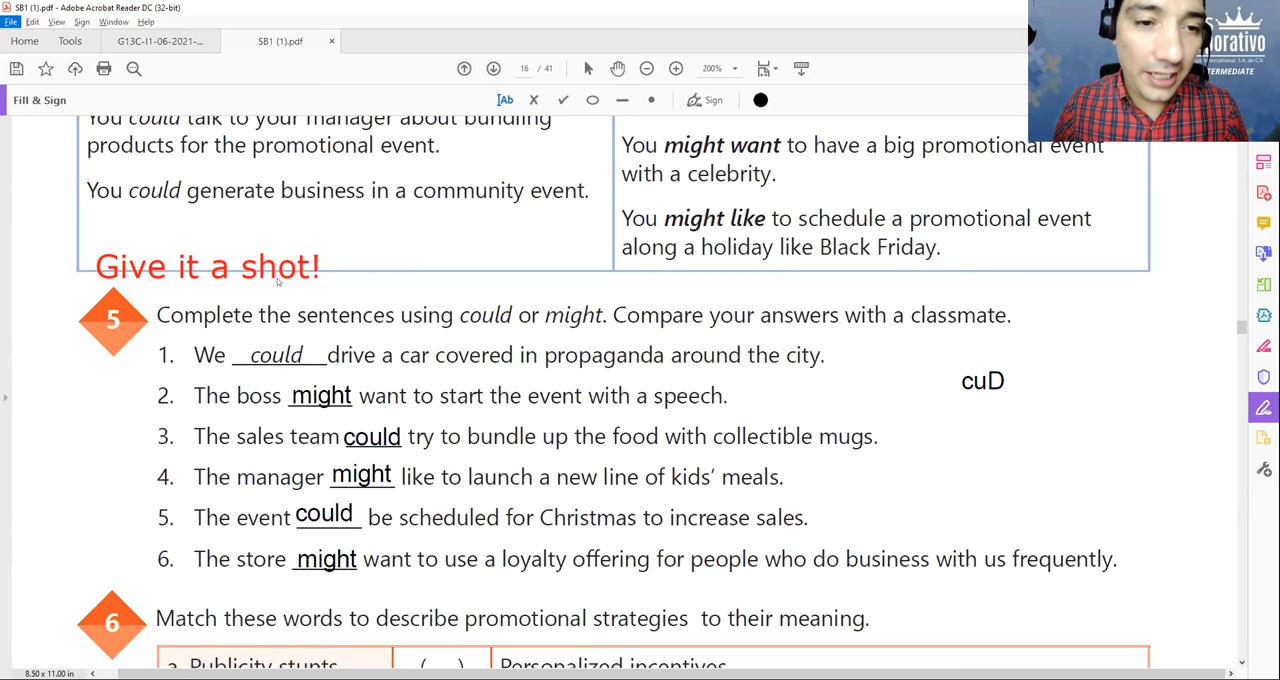 SB1 (1).pdf - Adobe Acrobat Reader DC (32-bit)
File Edit View Sign Window Help
Home Tools G13C-I1-06-2021-... SB1 (1).pdf ×
16 / 41 200%
Fill & Sign Ab Sign
You could talk to your manager about bundling
products for the promotional event.
You could generate business in a community event.
You might want to have a big promotional event
with a celebrity.
You might like to schedule a promotional event
along a holiday like Black Friday.
Give it a shot!
5 Complete the sentences using could or might. Compare your answers with a classmate.
1. We __could__ drive a car covered in propaganda around the city.
cuD
2. The boss might want to start the event with a speech.
3. The sales team could try to bundle up the food with collectible mugs.
4. The manager might like to launch a new line of kids’ meals.
5. The event could be scheduled for Christmas to increase sales.
6. The store might want to use a loyalty offering for people who do business with us frequently.
6 Match these words to describe promotional strategies to their meaning.
a. Publicity stunts ( ) Personalized incentives
8.50 x 11.00 in